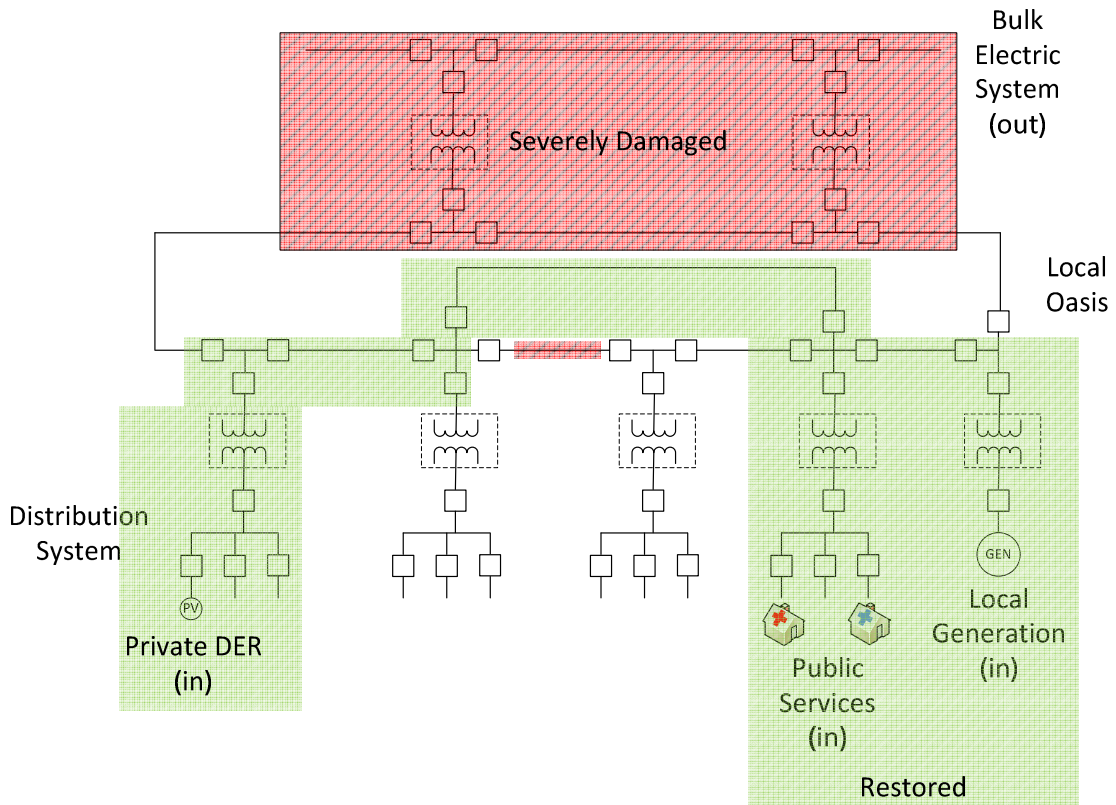 Bulk
Electric
System
(out)
Severely Damaged
Local
Oasis
Distribution
System
GEN
PV
Private DER
(in)
Local
Generation
(in)
Public
Services
(in)
Restored